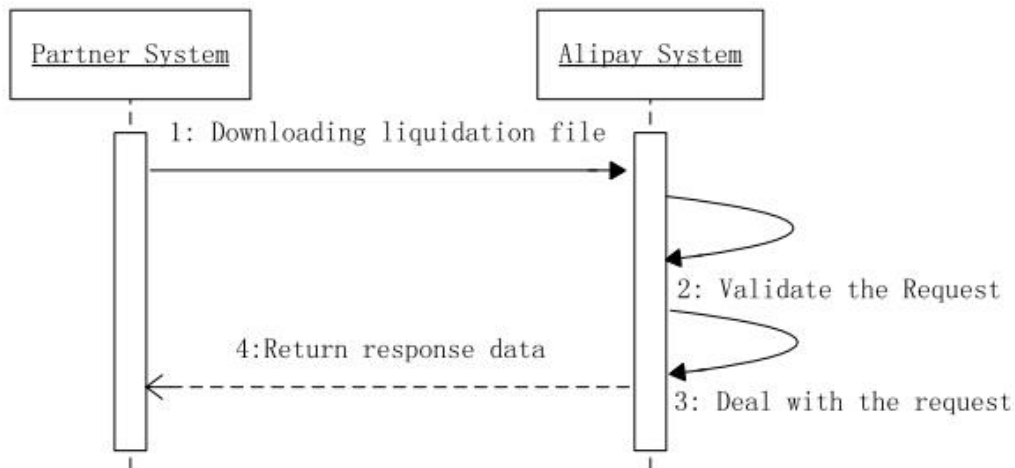 Partner System
Alipay System
1: Downloading liquidation file
2: Validate the Request
4:Return response data
3: Deal with the request